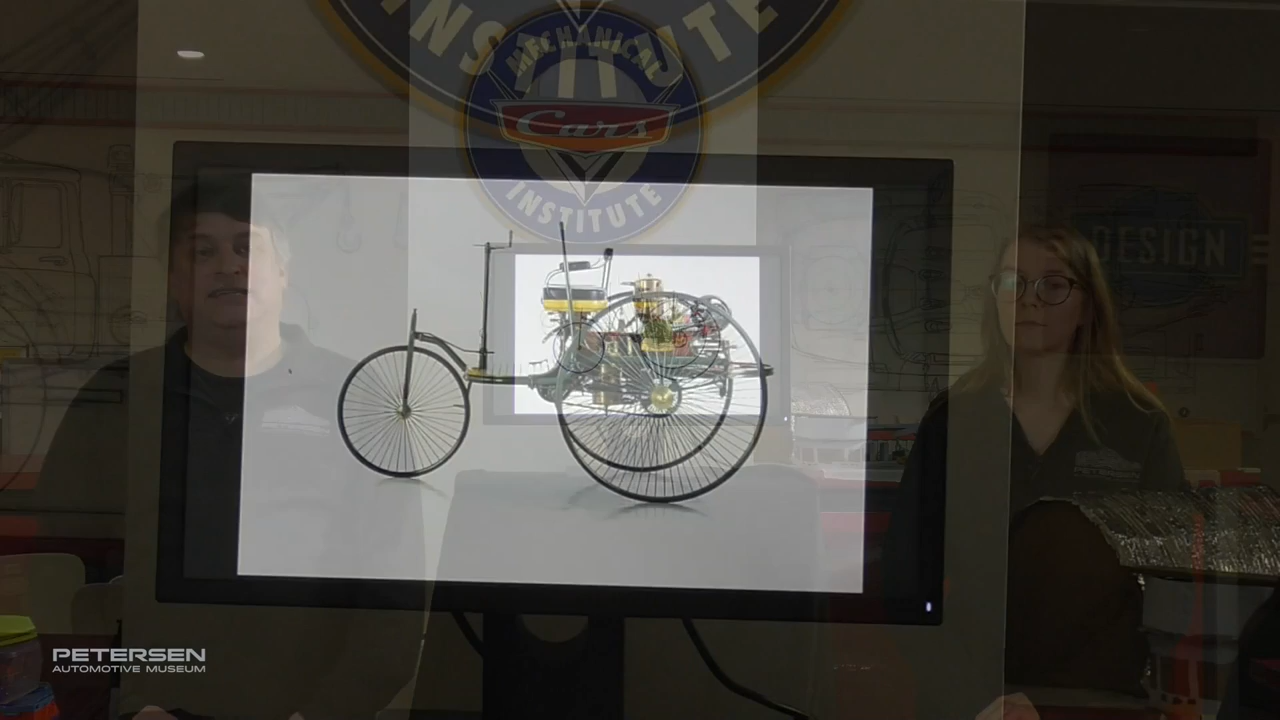 INSTITUTE
MECHANICAL
Cars
INSTITUTE
DESIGN
PETERSEN
AUTOMOTIVE MUSEUM